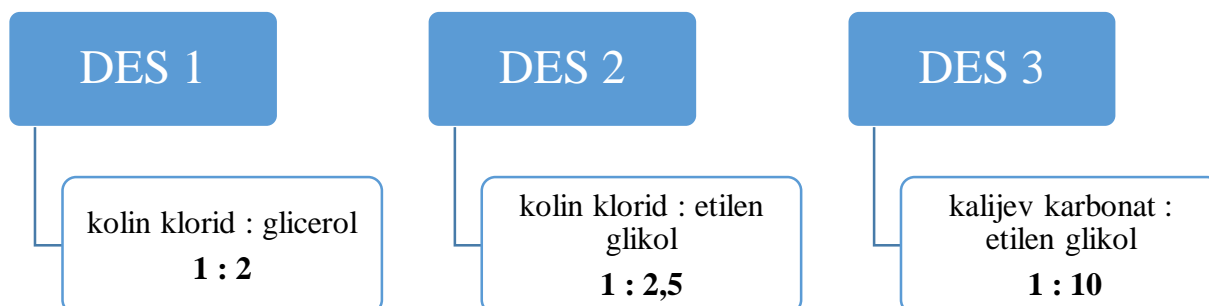 DES 1
kolin klorid : glicerol
1 : 2
DES 2
kolin klorid : etilen
glikol
1 : 2,5
DES 3
kalijev karbonat :
etilen glikol
1 : 10